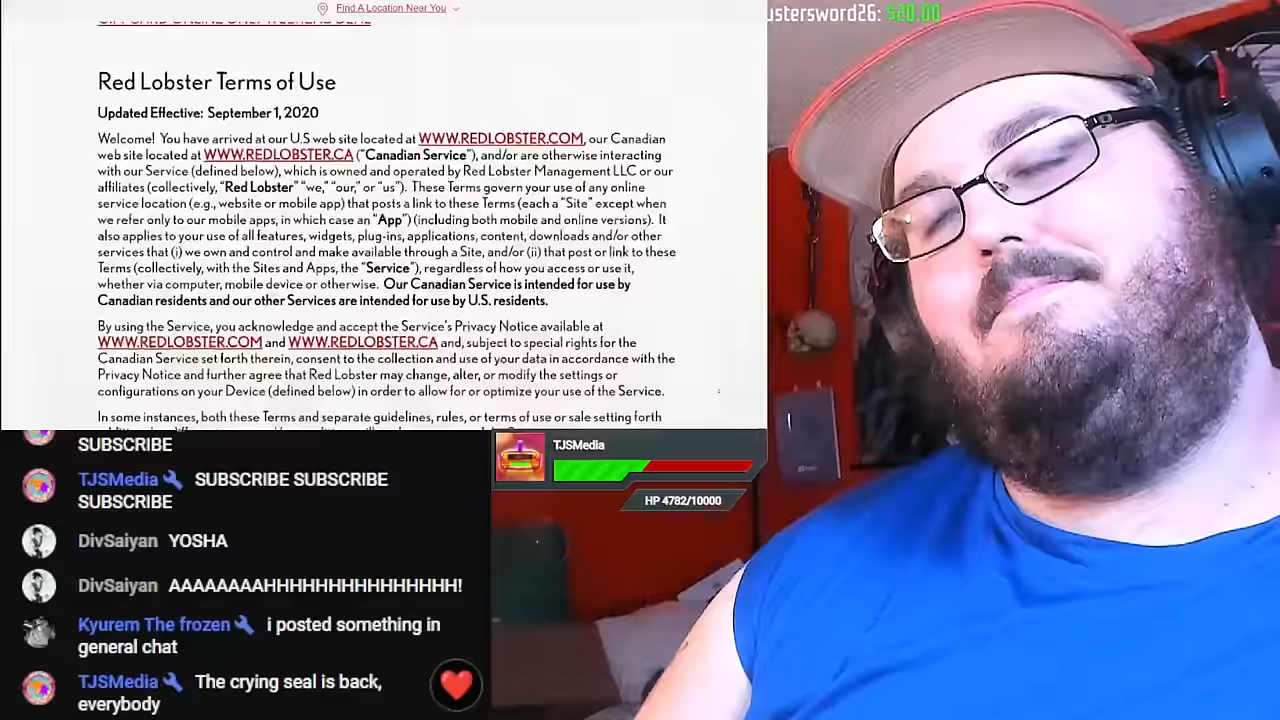 Find A Location Near You
ustersword26: $20.00
Red Lobster Terms of Use
Updated Effective: September 1, 2020
Welcome! You have arrived at our U.S web site located at WWW.REDLOBSTER.COM, our Canadian
web site located at WWW.REDLOBSTER.CA (“Canadian Service”), and/or are otherwise interacting
with our Service (defined below), which is owned and operated by Red Lobster Management LLC or our
affiliates (collectively, “Red Lobster” “we,” “our,” or “us”). These Terms govern your use of any online
service location (e.g., website or mobile app) that posts a link to these Terms (each a “Site” except when
we refer only to our mobile apps, in which case an “App”) (including both mobile and online versions). It
also applies to your use of all features, widgets, plug-ins, applications, content, downloads and/or other
services that (i) we own and control and make available through a Site, and/or (ii) that post or link to these
Terms (collectively, with the Sites and Apps, the “Service”), regardless of how you access or use it,
whether via computer, mobile device or otherwise. Our Canadian Service is intended for use by
Canadian residents and our other Services are intended for use by U.S. residents.
By using the Service, you acknowledge and accept the Service’s Privacy Notice available at
WWW.REDLOBSTER.COM and WWW.REDLOBSTER.CA and, subject to special rights for the
Canadian Service set forth therein, consent to the collection and use of your data in accordance with the
Privacy Notice and further agree that Red Lobster may change, alter, or modify the settings or
configurations on your Device (defined below) in order to allow for or optimize your use of the Service.
In some instances, both these Terms and separate guidelines, rules, or terms of use or sale setting forth
SUBSCRIBE
TJSMedia SUBSCRIBE SUBSCRIBE
SUBSCRIBE
DivSaiyan YOSHA
DivSaiyan AAAAAAAAHHHHHHHHHHHHHHH!
Kyurem The frozen i posted something in
general chat
TJSMedia The crying seal is back,
everybody
TJSMedia
HP 4782/10000